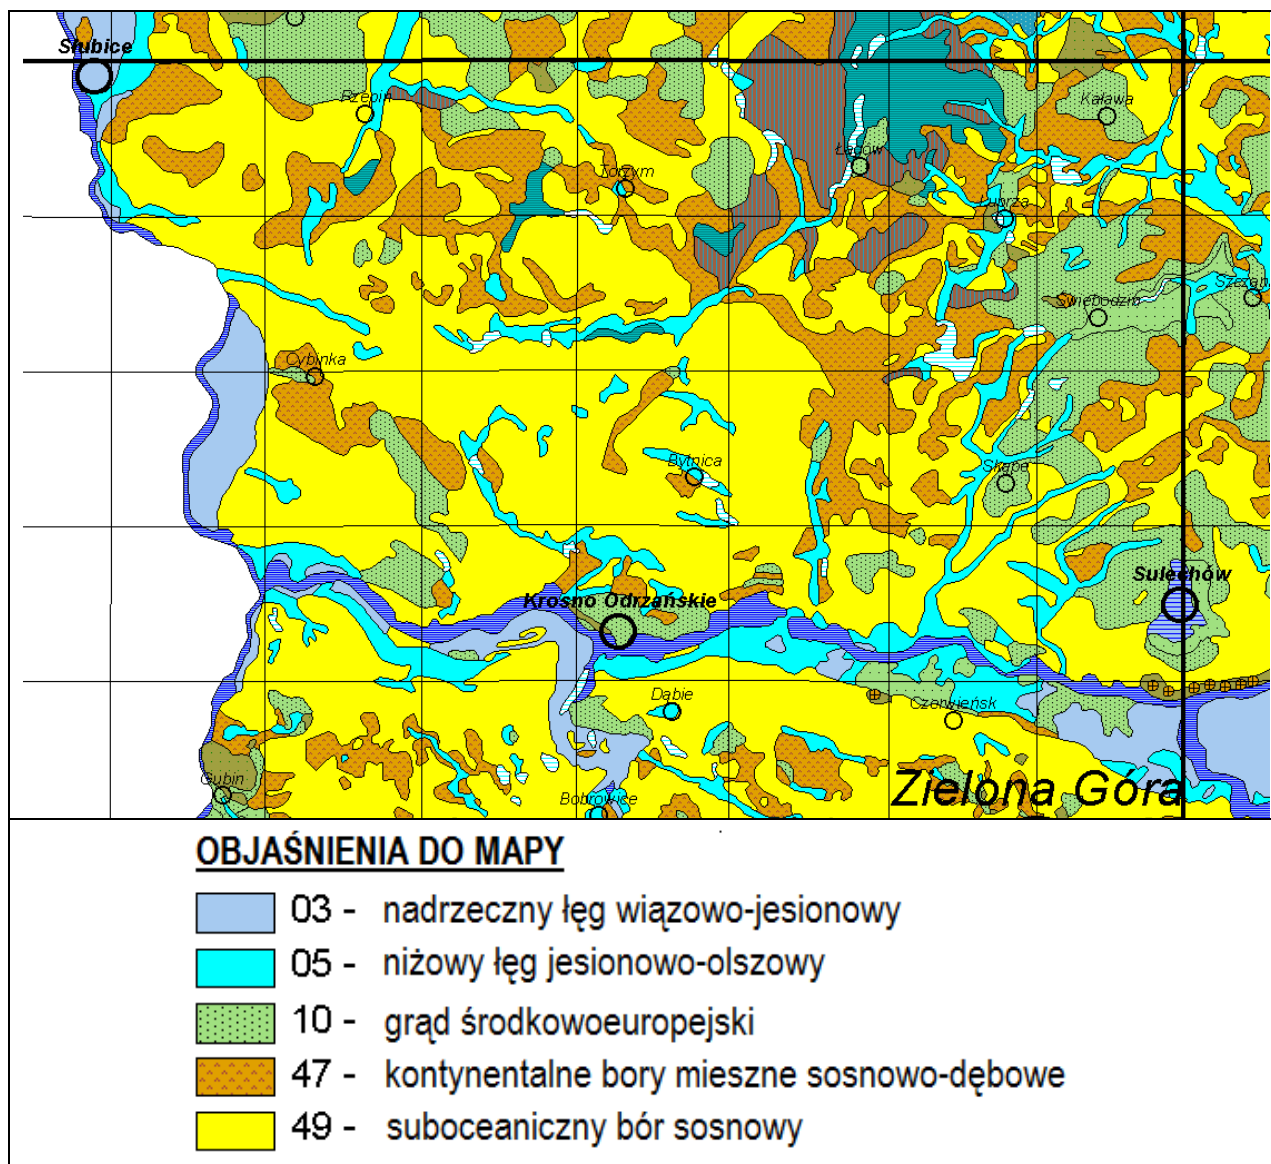 Słubice
Rzepin
Kaława
Łagów
Torzym
Lubrza
Świebodzin
Cybinka
Bytnica
Skąpe
Sulechów
Krosno Odrzańskie
Dąbie
Czerwieńsk
Gubin
Bobrowice
Zielona Góra
OBJAŚNIENIA DO MAPY
03 - nadrzeczny łęg wiązowo-jesionowy
05 - niżowy łęg jesionowo-olszowy
10 - grąd środkowoeuropejski
47 - kontynentalne bory mieszne sosnowo-dębowe
49 - suboceaniczny bór sosnowy